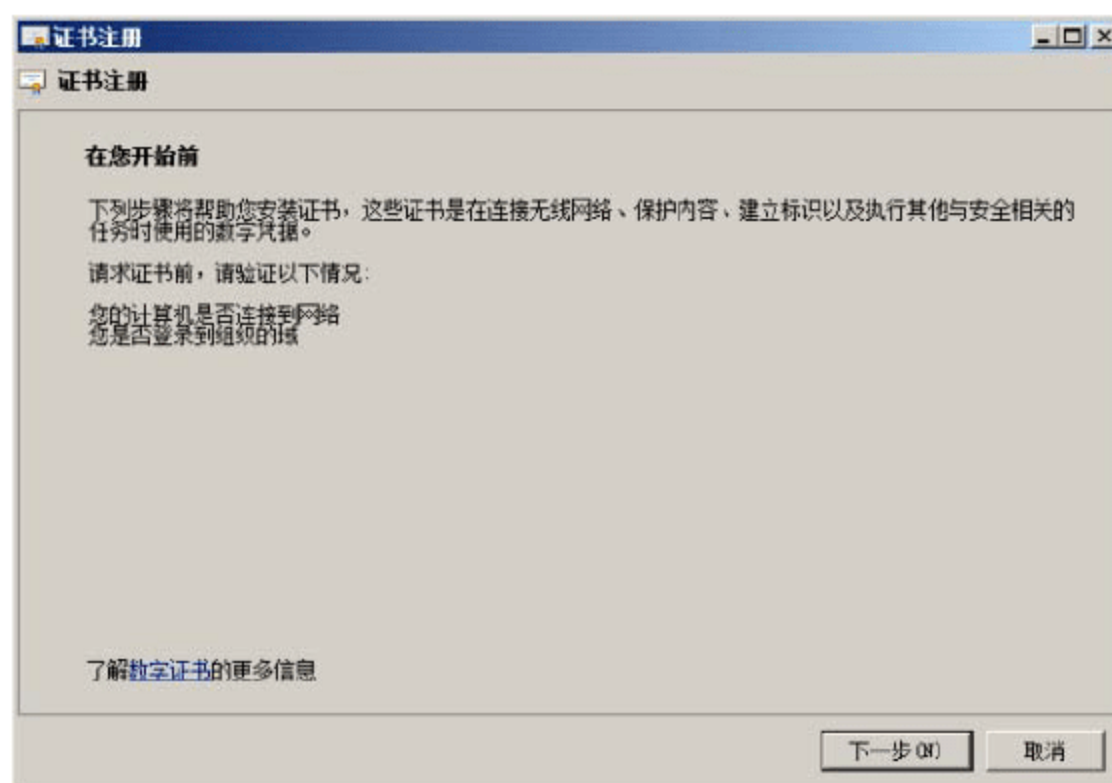 证书注册
证书注册
在您开始前
下列步骤将帮助您安装证书，这些证书是在连接无线网络、保护内容、建立标识以及执行其他与安全相关的
任务时使用的数字凭据。
请求证书前，请验证以下情况:
您的计算机是否连接到网络
您是否登录到组织的域
了解数字证书的更多信息
下一步(N)
取消